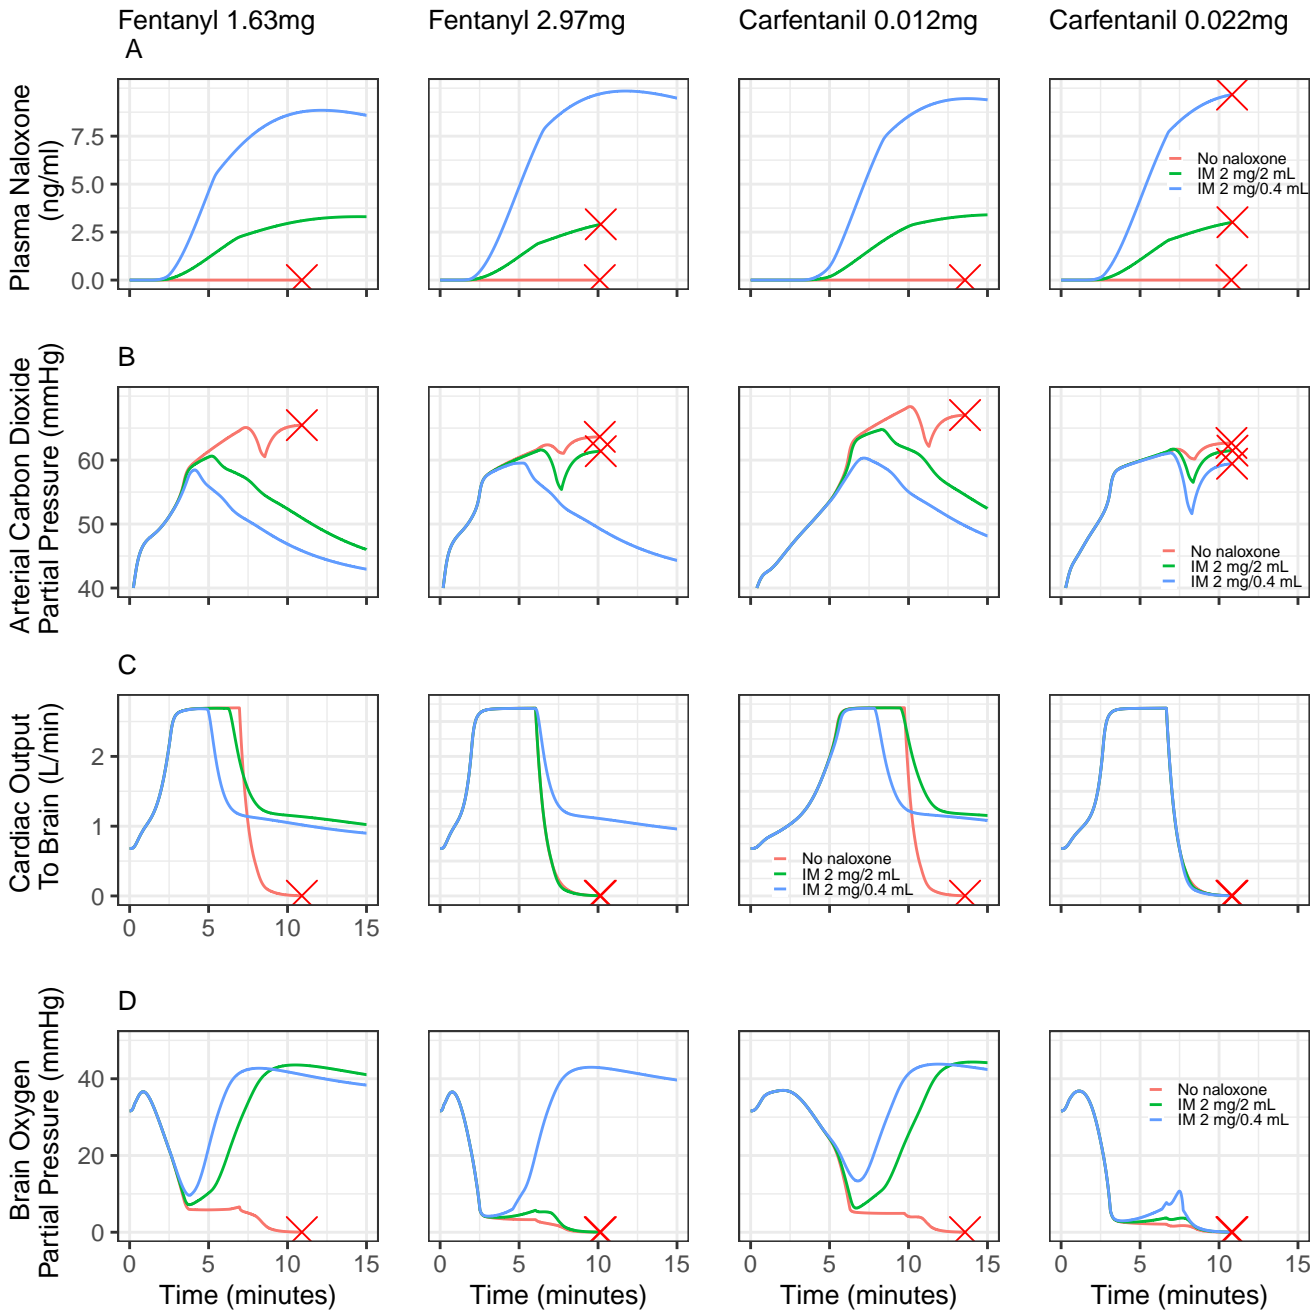 Fentanyl 1.63mg
Fentanyl 2.97mg
Carfentanil 0.012mg
Carfentanil 0.022mg
A
Plasma Naloxone
(ng/ml)
7.5
5.0
2.5
0.0
No naloxone
IM 2 mg/2 mL
IM 2 mg/0.4 mL
B
Arterial Carbon Dioxide
Partial Pressure (mmHg)
60
50
40
No naloxone
IM 2 mg/2 mL
IM 2 mg/0.4 mL
C
Cardiac Output
To Brain (L/min)
2
1
0
No naloxone
IM 2 mg/2 mL
IM 2 mg/0.4 mL
0 5 10 15
D
Brain Oxygen
Partial Pressure (mmHg)
40
20
0
No naloxone
IM 2 mg/2 mL
IM 2 mg/0.4 mL
0 5 10 15
0 5 10 15
0 5 10 15
0 5 10 15
Time (minutes)
Time (minutes)
Time (minutes)
Time (minutes)